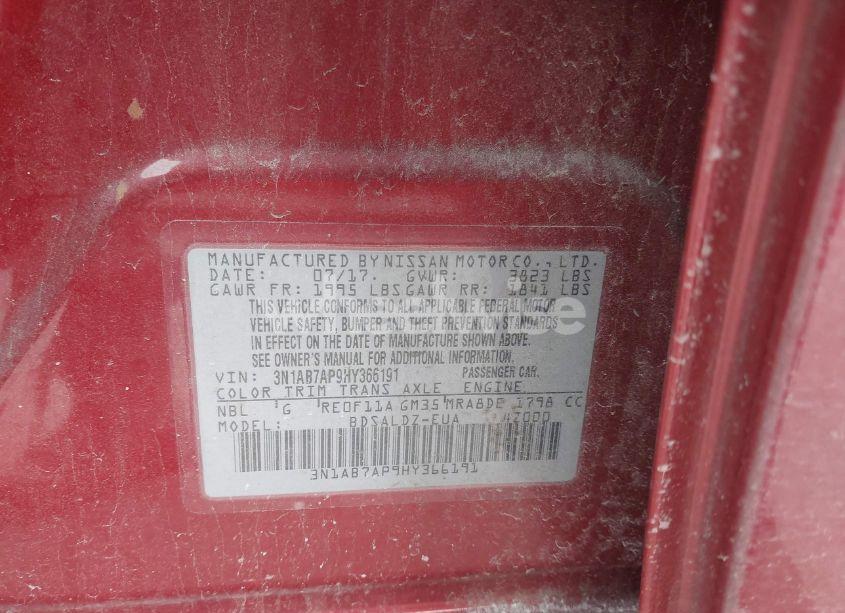 MANUFACTURED BY NISSAN MOTOR CO., LTD.
DATE: 07/17. GVWR: 3823 LBS
GAWR FR: 1995 LBS GAWR RR: 1841 LBS
THIS VEHICLE CONFORMS TO ALL APPLICABLE FEDERAL MOTOR
VEHICLE SAFETY, BUMPER AND THEFT PREVENTION STANDARDS
IN EFFECT ON THE DATE OF MANUFACTURE SHOWN ABOVE.
SEE OWNER'S MANUAL FOR ADDITIONAL INFORMATION.
VIN: 3N1AB7AP9HY366191 PASSENGER CAR.
COLOR TRIM TRANS AXLE ENGINE.
NBL G RE0F11A GM35 MRA8DE 1798 CC
MODEL: BDSALDZ-EUA
3N1AB7AP9HY366191